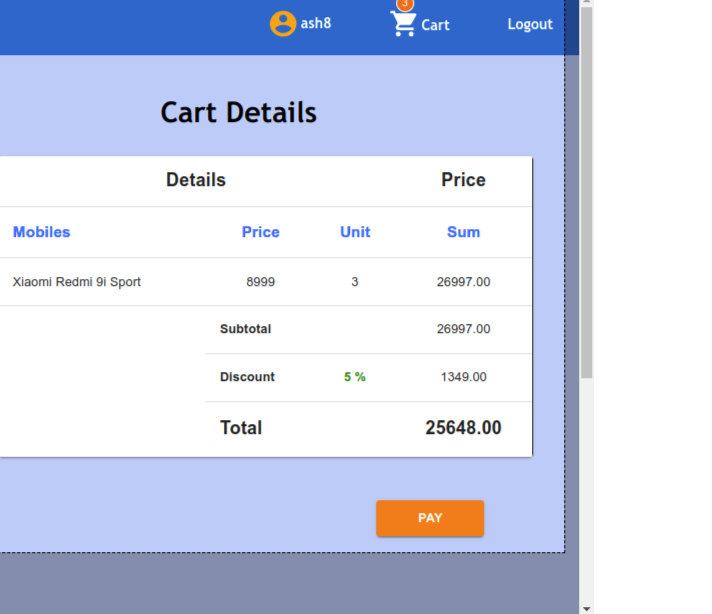 3
ash8 Cart Logout
Cart Details
Details Price
Mobiles Price Unit Sum
Xiaomi Redmi 9i Sport 8999 3 26997.00
Subtotal 26997.00
Discount 5 % 1349.00
Total 25648.00
PAY